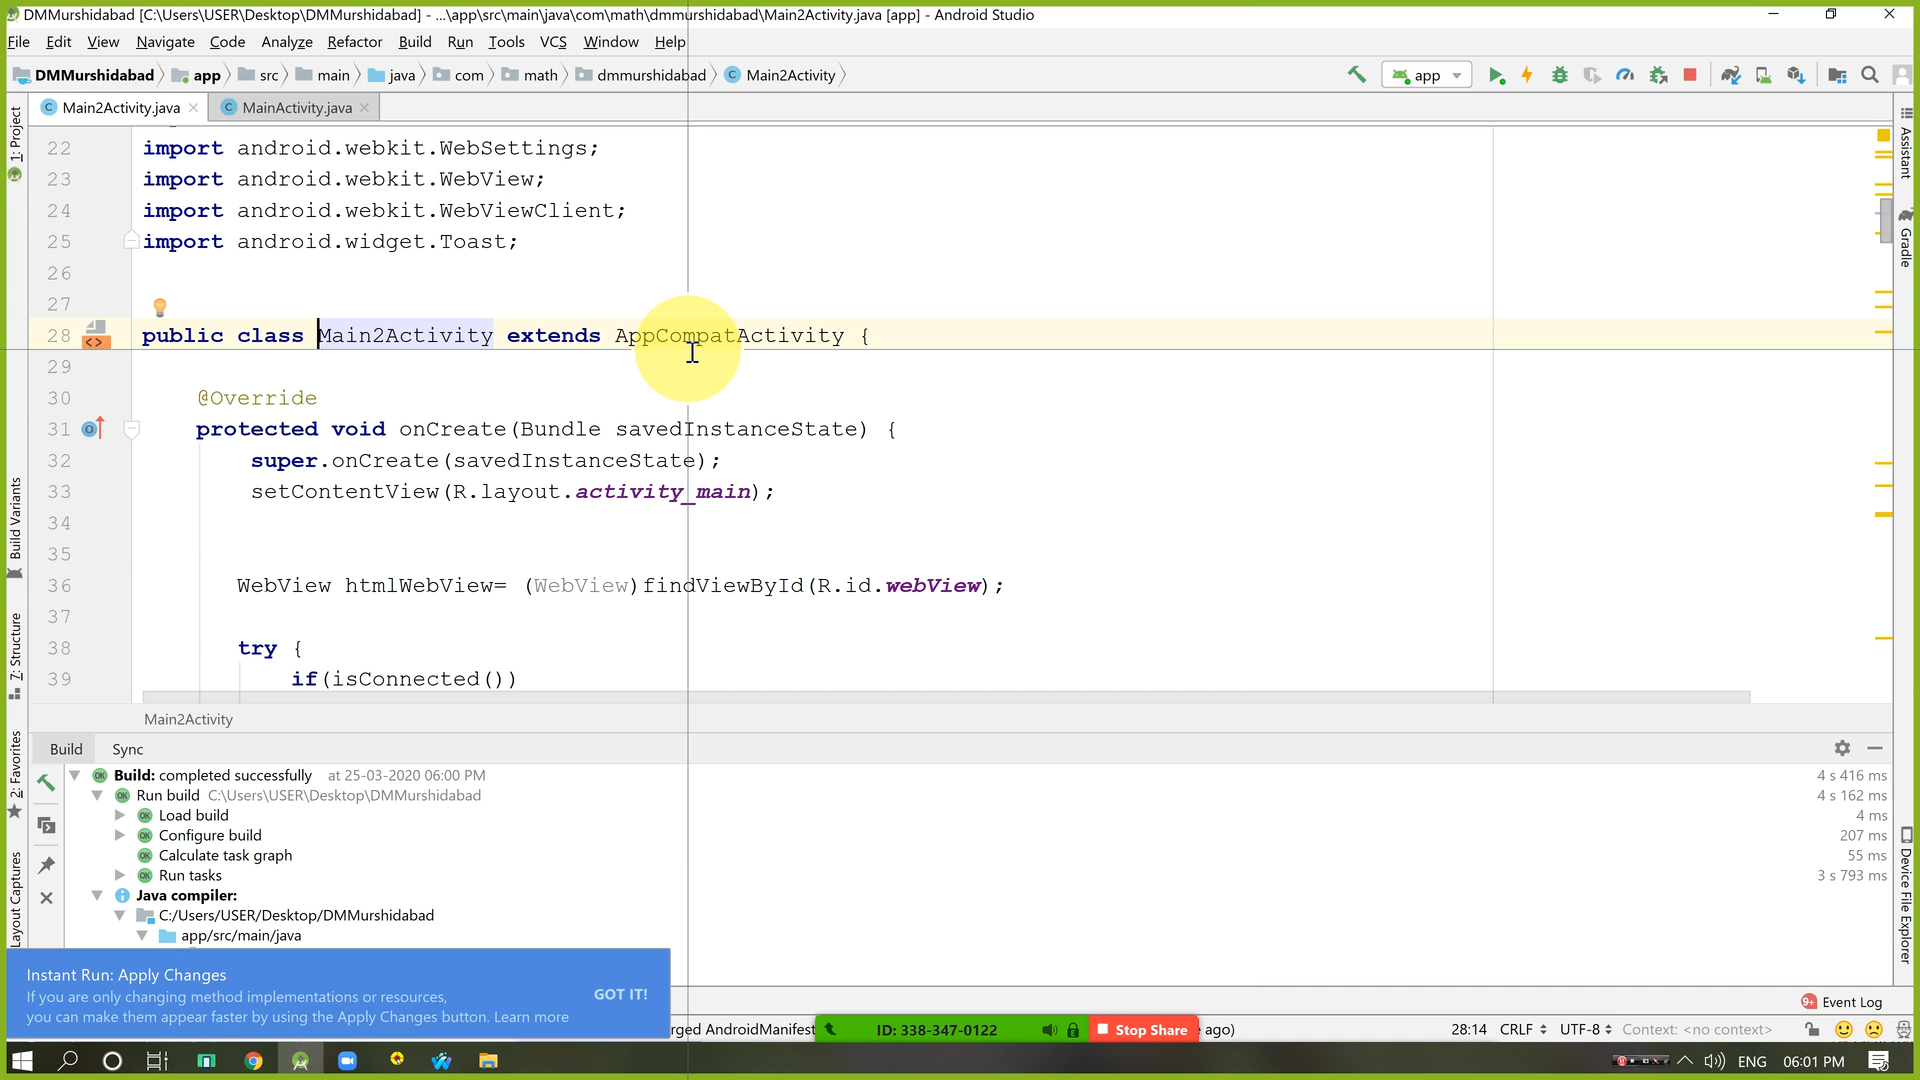 DMMurshidabad [C:\Users\USER\Desktop\DMMurshidabad] - ...\app\src\main\java\com\math\dmmurshidabad\Main2Activity.java [app] - Android Studio
File Edit View Navigate Code Analyze Refactor Build Run Tools VCS Window Help
DMMurshidabad app src main java com math dmmurshidabad Main2Activity
app
Main2Activity.java MainActivity.java
22 import android.webkit.WebSettings;
23 import android.webkit.WebView;
24 import android.webkit.WebViewClient;
25 import android.widget.Toast;
26
27
28 public class Main2Activity extends AppCompatActivity {
29
30 @Override
31 protected void onCreate(Bundle savedInstanceState) {
32 super.onCreate(savedInstanceState);
33 setContentView(R.layout.activity_main);
34
35
36 WebView htmlWebView= (WebView)findViewById(R.id.webView);
37
38 try {
39 if(isConnected())
Main2Activity
1: Project
Build Variants
7: Structure
2: Favorites
Layout Captures
Assistant
Gradle
Device File Explorer
Build Sync
Build: completed successfully at 25-03-2020 06:00 PM 4 s 416 ms
Run build C:\Users\USER\Desktop\DMMurshidabad 4 s 162 ms
Load build 4 ms
Configure build 207 ms
Calculate task graph 55 ms
Run tasks 3 s 793 ms
Java compiler:
C:/Users/USER/Desktop/DMMurshidabad
app/src/main/java
Instant Run: Apply Changes
If you are only changing method implementations or resources,
you can make them appear faster by using the Apply Changes button. Learn more
GOT IT!
9+ Event Log
rged AndroidManifest ID: 338-347-0122 Stop Share ago) 28:14 CRLF UTF-8 Context: <no context>
ENG 06:01 PM